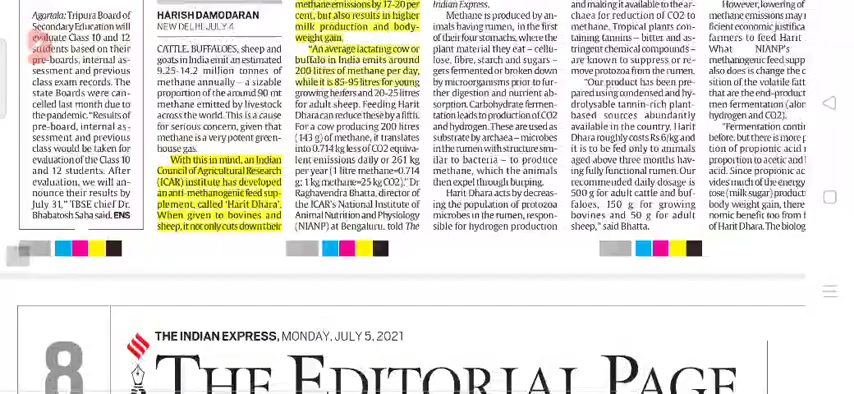 Agartala: Tripura Board of
Secondary Education will
evaluate Class 10 and 12
students based on their
pre-boards, internal as-
sessment and previous
class exam records. The
state Boards were can-
celled last month due to
the pandemic. "Results of
pre-board, internal as-
sessment and previous
class would be taken for
evaluation of the Class 10
and 12 students. After
evaluation, we will an-
nounce their results by
July 31," TBSE chief Dr.
Bhabatosh Saha said. ENS
HARISH DAMODARAN
NEW DELHI, JULY 4
CATTLE, BUFFALOES, sheep and
goats in India emit an estimated
9.25-14.2 million tonnes of
methane annually – a sizable
proportion of the around 90 mt
methane emitted by livestock
across the world. This is a cause
for serious concern, given that
methane is a very potent green-
house gas.
With this in mind, an Indian
Council of Agricultural Research
(ICAR) institute has developed
an anti-methanogenic feed sup-
plement, called 'Harit Dhara'.
When given to bovines and
sheep, it not only cuts down their
methane emissions by 17-20 per
cent, but also results in higher
milk production and body-
weight gain.
"An average lactating cow or
buffalo in India emits around
200 litres of methane per day,
while it is 85-95 litres for young
growing heifers and 20-25 litres
for adult sheep. Feeding Harit
Dhara can reduce these by a fifth.
For a cow producing 200 litres
(143 g) of methane, it translates
into 0.714 kg less of CO2 equiva-
lent emissions daily or 261 kg
per year (1 litre methane=0.714
g; 1 kg methane=25 kg CO2)," Dr
Raghavendra Bhatta, director of
the ICAR's National Institute of
Animal Nutrition and Physiology
(NIANP) at Bengaluru, told The
Indian Express.
Methane is produced by an-
imals having rumen, in the first
of their four stomachs, where the
plant material they eat – cellu-
lose, fibre, starch and sugars –
gets fermented or broken down
by microorganisms prior to fur-
ther digestion and nutrient ab-
sorption. Carbohydrate fermen-
tation leads to production of CO2
and hydrogen. These are used as
substrate by archaea – microbes
in the rumen with structure sim-
ilar to bacteria – to produce
methane, which the animals
then expel through burping.
Harit Dhara acts by decreas-
ing the population of protozoa
microbes in the rumen, respon-
sible for hydrogen production
and making it available to the ar-
chaea for reduction of CO2 to
methane. Tropical plants con-
taining tannins – bitter and as-
tringent chemical compounds –
are known to suppress or re-
move protozoa from the rumen.
"Our product has been pre-
pared using condensed and hy-
drolysable tannin-rich plant-
based sources abundantly
available in the country. Harit
Dhara roughly costs Rs 6/kg and
it is to be fed only to animals
aged above three months hav-
ing fully functional rumen. Our
recommended daily dosage is
500 g for adult cattle and buf-
faloes, 150 g for growing
bovines and 50 g for adult
sheep," said Bhatta.
However, lowering of
methane emissions may
ficient economic justifica
farmers to feed Harit
What NIANP's
methanogenic feed supp
also does is change the c
sition of the volatile fatt
that are the end-product
men fermentation (alon
hydrogen and CO2).
"Fermentation conti
before, but there is more p
tion of propionic acid i
proportion to acetic and
acid. Since propionic ac
vides much of the energy
tose (milk sugar) product
body weight gain, there
nomic benefit too from f
of Harit Dhara. The biolog
THE INDIAN EXPRESS, MONDAY, JULY 5, 2021
8
THE EDITORIAL PAGE